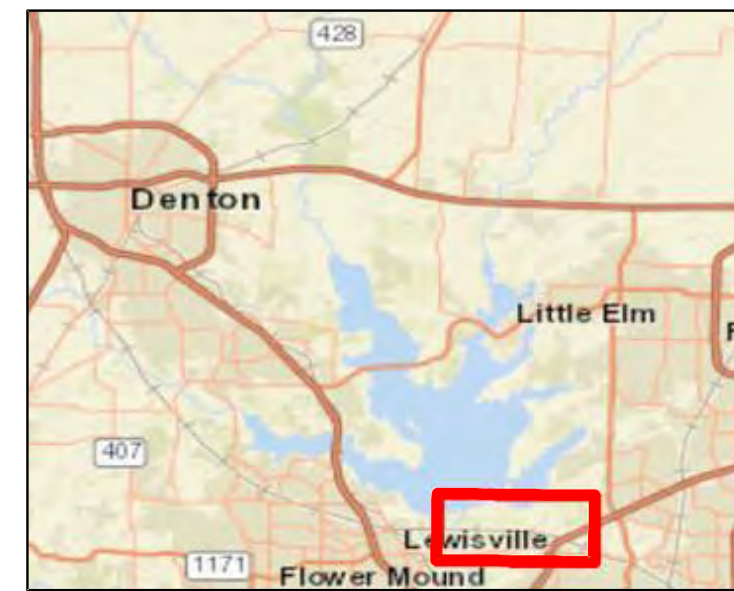 428
Denton
Little Elm
F
407
Lewisville
1171
Flower Mound